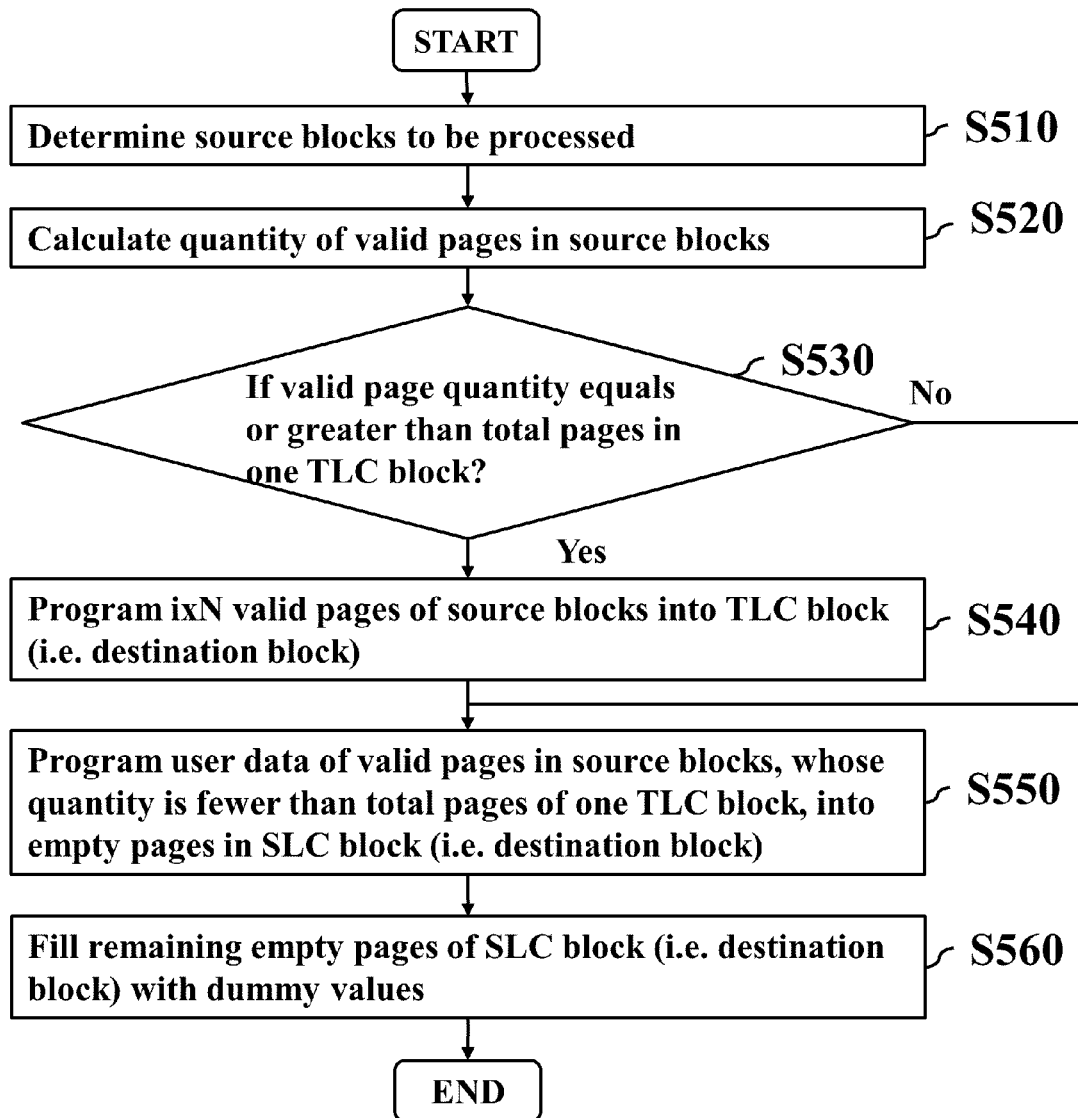 START
Determine source blocks to be processed
S510
Calculate quantity of valid pages in source blocks
S520
If valid page quantity equals
or greater than total pages in
one TLC block?
S530
No
Yes
Program ixN valid pages of source blocks into TLC block
(i.e. destination block)
S540
Program user data of valid pages in source blocks, whose
quantity is fewer than total pages of one TLC block, into
empty pages in SLC block (i.e. destination block)
S550
Fill remaining empty pages of SLC block (i.e. destination
block) with dummy values
S560
END